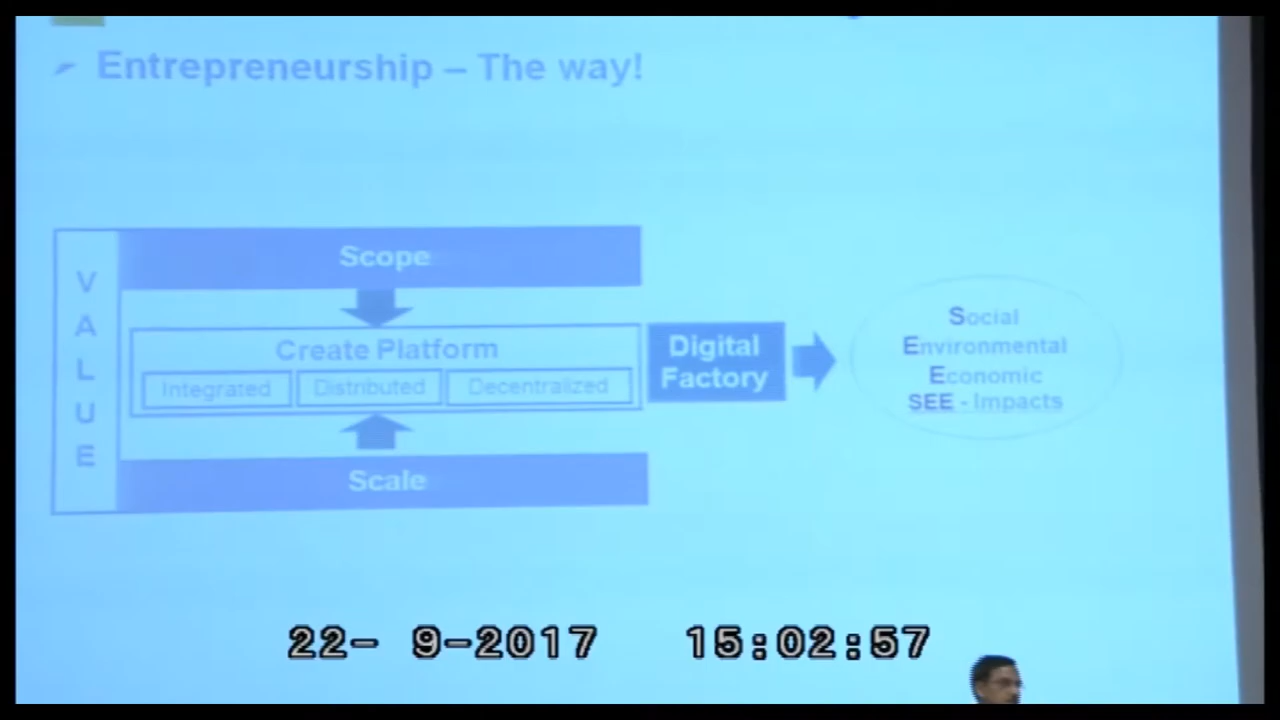 Entrepreneurship – The way!
VALUE
Scope
Create Platform
Integrated
Distributed
Decentralized
Scale
Digital
Factory
Social
Environmental
Economic
SEE - Impacts
22- 9-2017 15:02:57